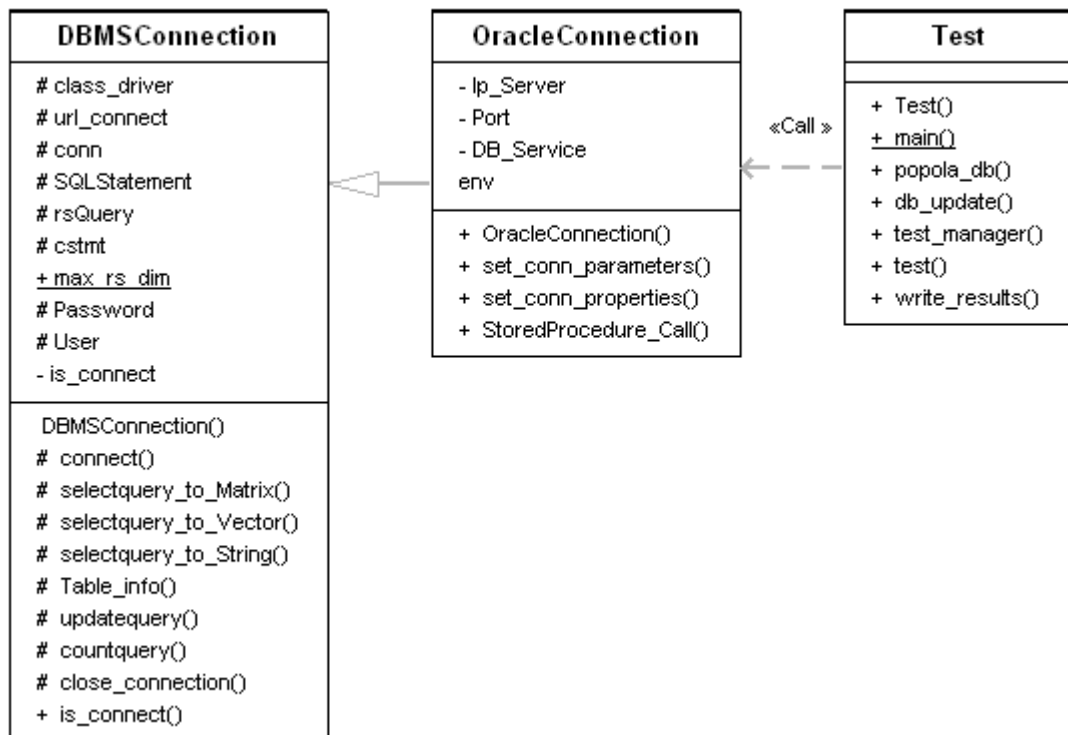 DBMSConnection
# class_driver
# url_connect
# conn
# SQLStatement
# rsQuery
# cstmt
+ max_rs_dim
# Password
# User
- is_connect
DBMSConnection()
# connect()
# selectquery_to_Matrix()
# selectquery_to_Vector()
# selectquery_to_String()
# Table_info()
# updatequery()
# countquery()
# close_connection()
+ is_connect()
OracleConnection
- Ip_Server
- Port
- DB_Service
env
+ OracleConnection()
+ set_conn_parameters()
+ set_conn_properties()
+ StoredProcedure_Call()
«Call »
Test
+ Test()
+ main()
+ popola_db()
+ db_update()
+ test_manager()
+ test()
+ write_results()